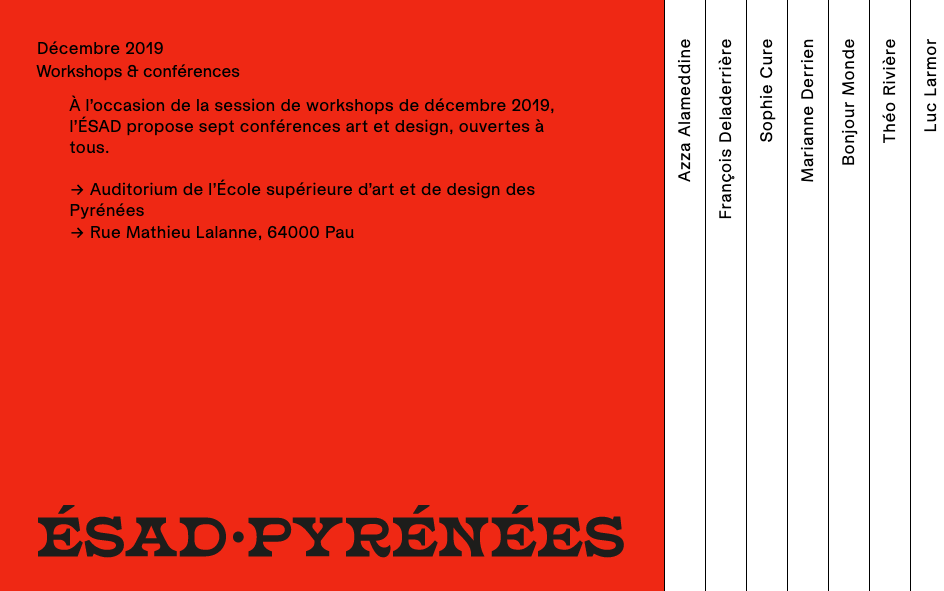 Décembre 2019
Workshops & conférences
À l'occasion de la session de workshops de décembre 2019,
l'ÉSAD propose sept conférences art et design, ouvertes à
tous.
→ Auditorium de l'École supérieure d'art et de design des
Pyrénées
→ Rue Mathieu Lalanne, 64000 Pau
ÉSAD·PYRÉNÉES
Azza Alameddine
François Deladerrière
Sophie Cure
Marianne Derrien
Bonjour Monde
Théo Rivière
Luc Larmor